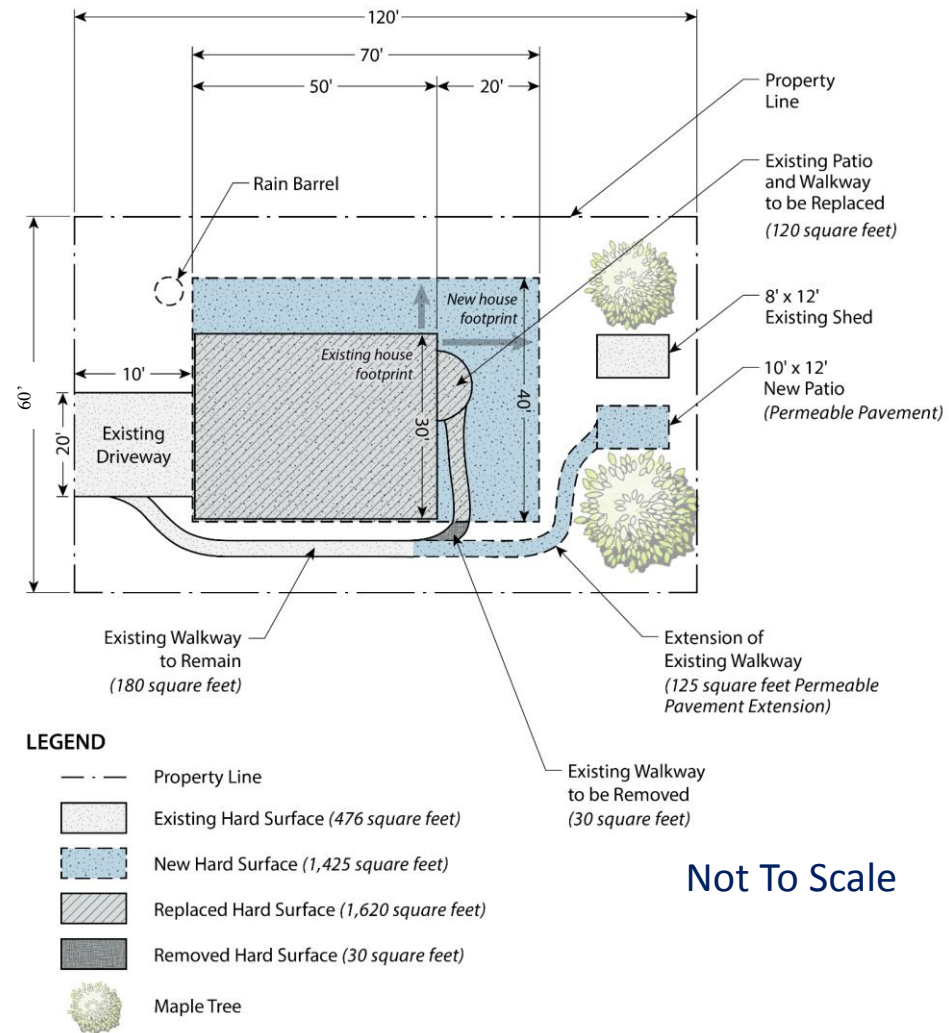 120'
70'
50'
20'
Property
Line
Existing Patio
and Walkway
to be Replaced
(120 square feet)
Rain Barrel
New house
footprint
8' x 12'
Existing Shed
Existing house
footprint
10'
10' x 12'
New Patio
(Permeable Pavement)
60'
20'
Existing
Driveway
30'
40'
Existing Walkway
to Remain
(180 square feet)
Extension of
Existing Walkway
(125 square feet Permeable
Pavement Extension)
Existing Walkway
to be Removed
(30 square feet)
LEGEND
Property Line
Existing Hard Surface (476 square feet)
New Hard Surface (1,425 square feet)
Replaced Hard Surface (1,620 square feet)
Removed Hard Surface (30 square feet)
Maple Tree
Not To Scale